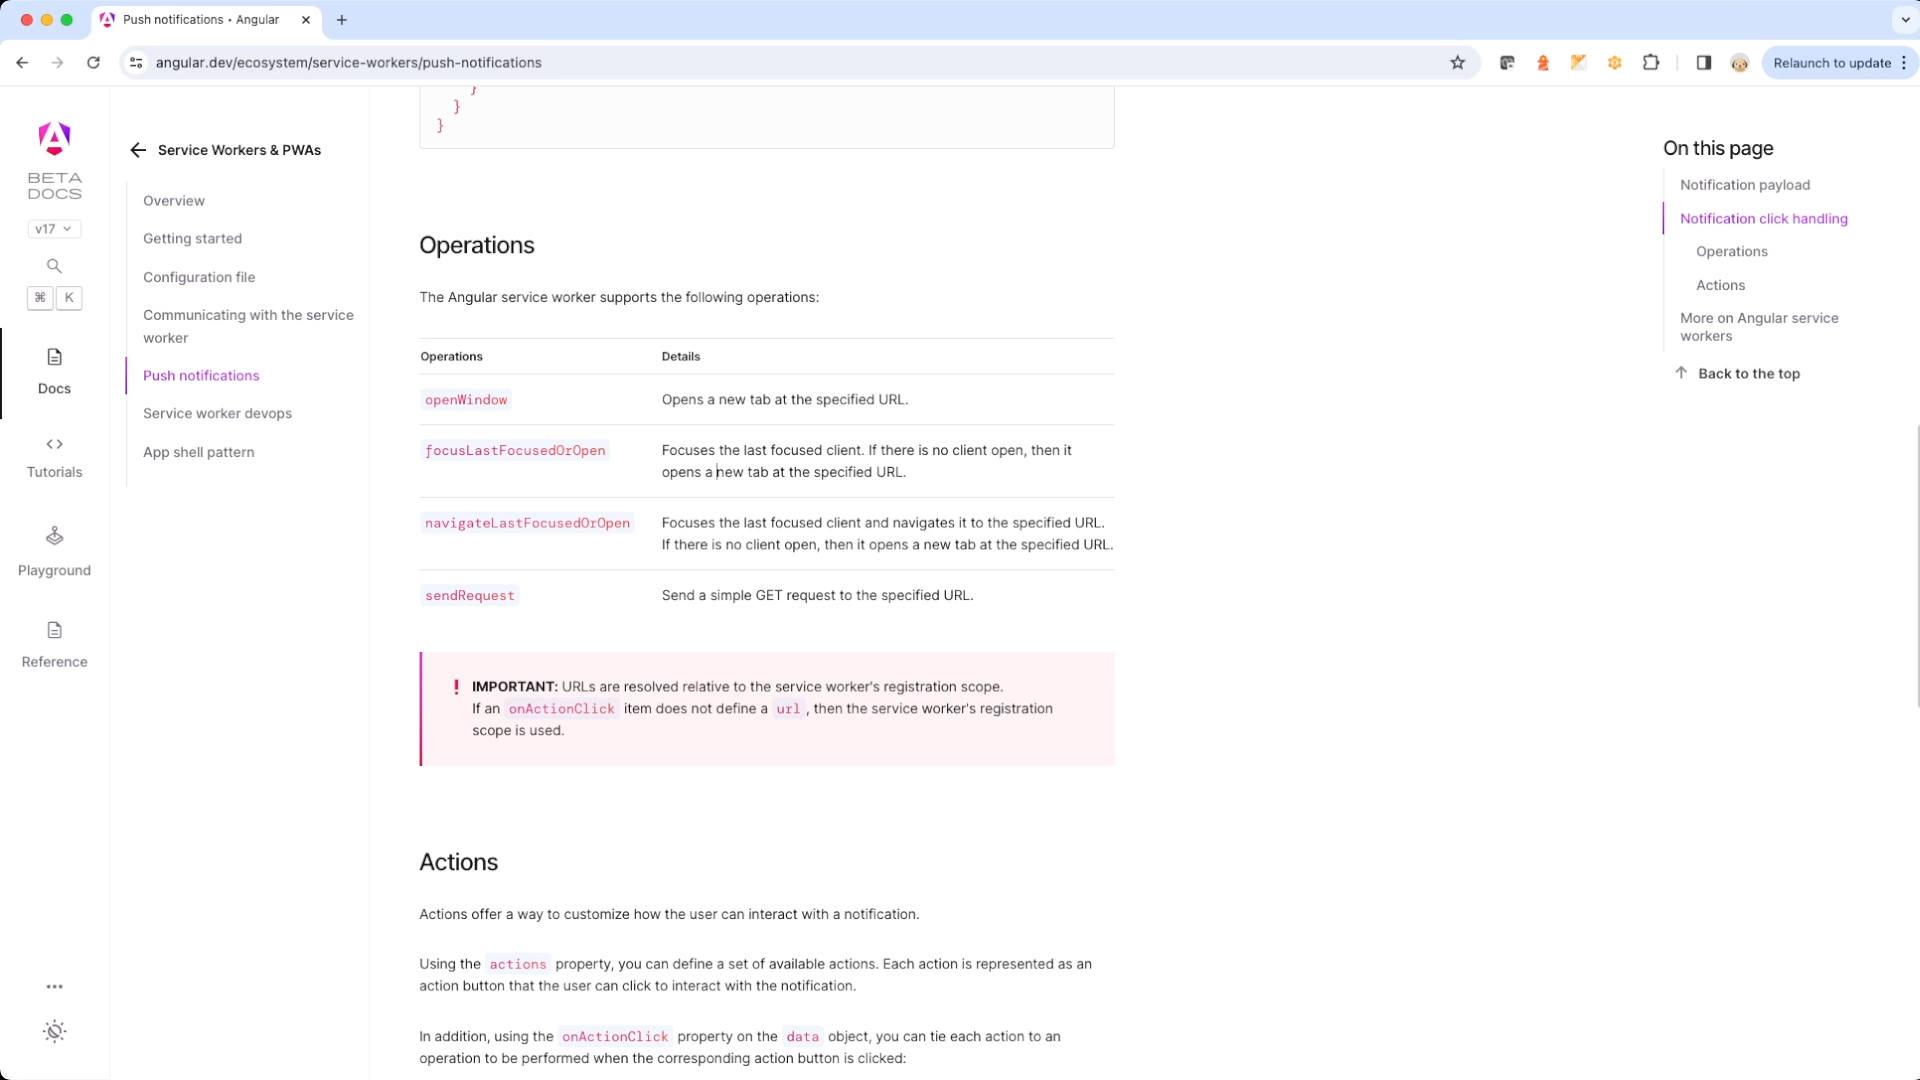 Push notifications • Angular
angular.dev/ecosystem/service-workers/push-notifications
Relaunch to update
BETA
DOCS
v17
⌘ K
Docs
Tutorials
Playground
Reference
Service Workers & PWAs
Overview
Getting started
Configuration file
Communicating with the service
worker
Push notifications
Service worker devops
App shell pattern
}
}
}
Operations
The Angular service worker supports the following operations:
Operations Details
openWindow Opens a new tab at the specified URL.
focusLastFocusedOrOpen Focuses the last focused client. If there is no client open, then it
opens a new tab at the specified URL.
navigateLastFocusedOrOpen Focuses the last focused client and navigates it to the specified URL.
If there is no client open, then it opens a new tab at the specified URL.
sendRequest Send a simple GET request to the specified URL.
! IMPORTANT: URLs are resolved relative to the service worker's registration scope.
If an onActionClick item does not define a url , then the service worker's registration
scope is used.
Actions
Actions offer a way to customize how the user can interact with a notification.
Using the actions property, you can define a set of available actions. Each action is represented as an
action button that the user can click to interact with the notification.
In addition, using the onActionClick property on the data object, you can tie each action to an
operation to be performed when the corresponding action button is clicked:
On this page
Notification payload
Notification click handling
Operations
Actions
More on Angular service
workers
Back to the top